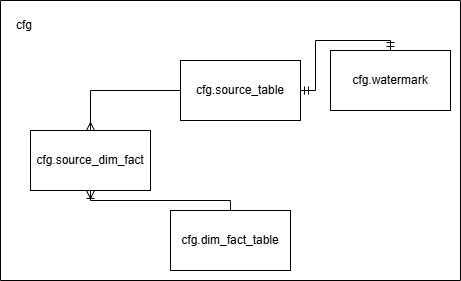 cfg
cfg.source_table
cfg.watermark
cfg.source_dim_fact
cfg.dim_fact_table